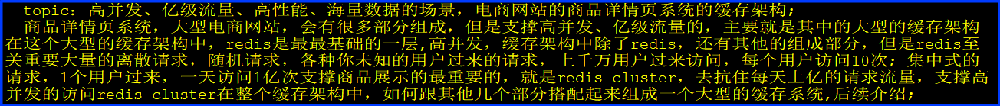 topic：高并发、亿级流量、高性能、海量数据的场景，电商网站的商品详情页系统的缓存架构；
商品详情页系统，大型电商网站，会有很多部分组成，但是支撑高并发、亿级流量的，主要就是其中的大型的缓存架构
在这个大型的缓存架构中，redis是最最基础的一层,高并发，缓存架构中除了redis，还有其他的组成部分，但是redis至
关重要大量的离散请求，随机请求，各种你未知的用户过来的请求，上千万用户过来访问，每个用户访问10次；集中式的
请求，1个用户过来，一天访问1亿次支撑商品展示的最重要的，就是redis cluster，去抗住每天上亿的请求流量，支撑高
并发的访问redis cluster在整个缓存架构中，如何跟其他几个部分搭配起来组成一个大型的缓存系统,后续介绍；